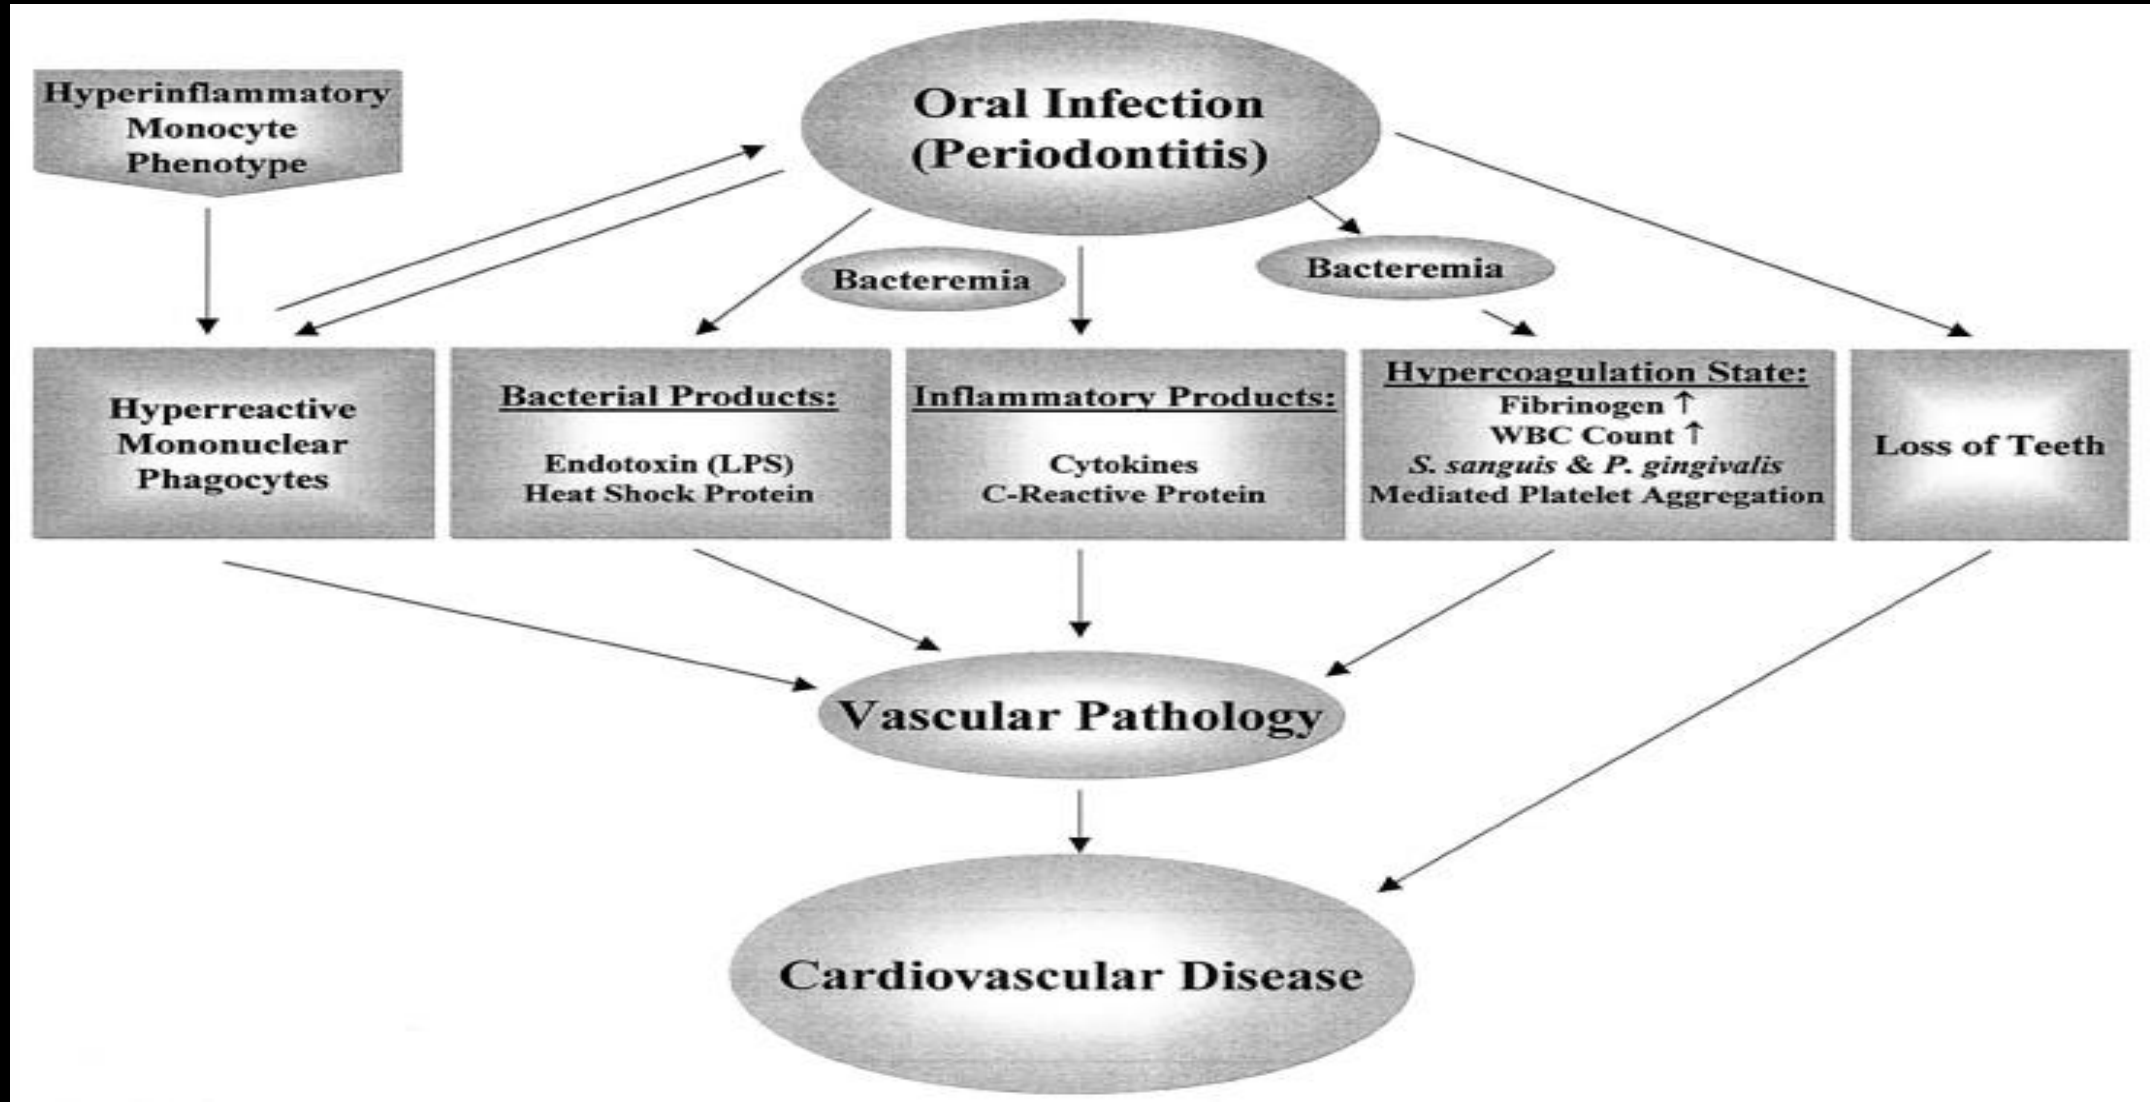 Hyperinflammatory
Monocyte
Phenotype
Oral Infection
(Periodontitis)
Bacteremia
Bacteremia
Hyperreactive
Mononuclear
Phagocytes
Bacterial Products:
Endotoxin (LPS)
Heat Shock Protein
Inflammatory Products:
Cytokines
C-Reactive Protein
Hypercoagulation State:
Fibrinogen ↑
WBC Count ↑
S. sanguis & P. gingivalis
Mediated Platelet Aggregation
Loss of Teeth
Vascular Pathology
Cardiovascular Disease